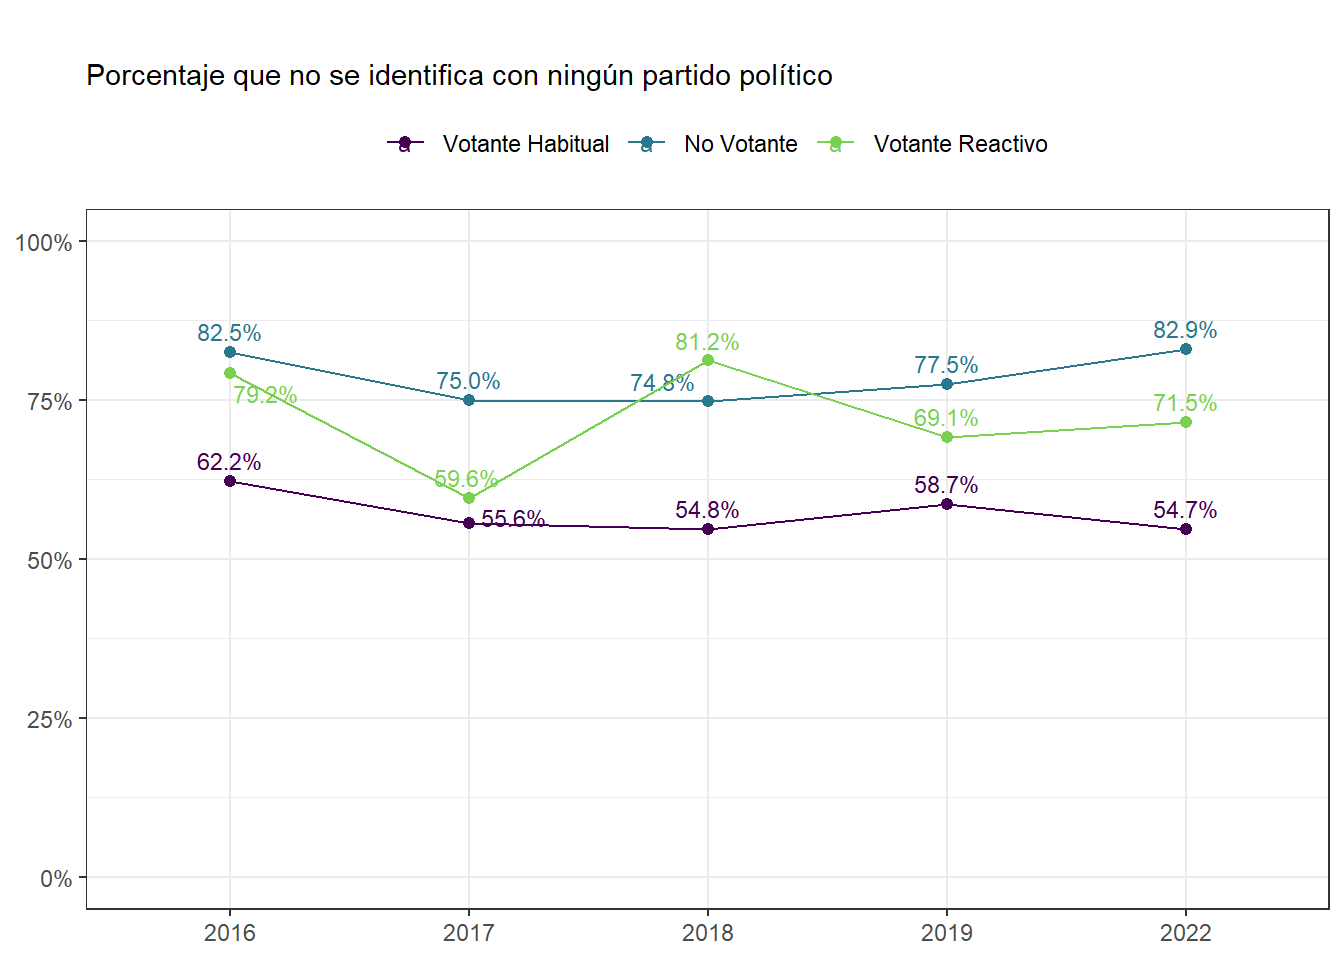 Porcentaje que no se identifica con ningún partido político
a Votante Habitual a No Votante a Votante Reactivo
100%
82.5% 75.0% 74.8% 81.2% 77.5% 82.9%
75%
79.2% 69.1% 71.5%
62.2% 59.6% 58.7%
55.6% 54.8% 54.7%
50%
25%
0%
2016 2017 2018 2019 2022